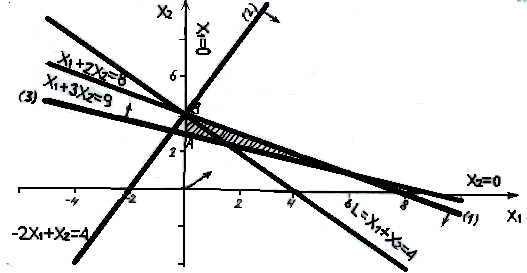 X₂
(2)
X₁=0
6
X₁+2X₂=8
X₁+3X₂=9
(3)
B
A
2
X₂=0
-4
-2
2
4
6
8
X₁
(1)
-2X₁+X₂=4
L=X₁+X₂=4